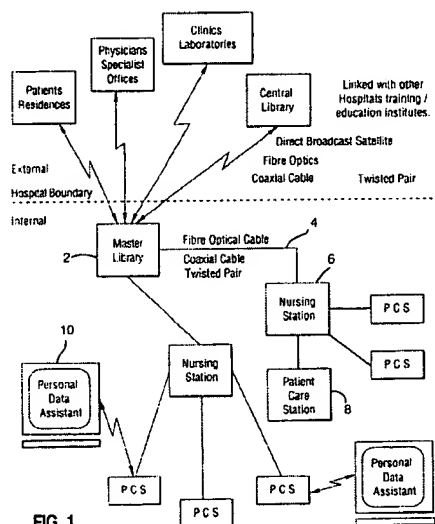 Clinics
Laboratories
Physicians
Specialist
Offices
Patients
Residences
Central
Library
Linked with other
Hospitals training /
education institutes.
Direct Broadcast Satellite
Fibre Optics
Coaxial Cable
Twisted Pair
External
Hospital Boundary
Internal
2
Master
Library
Fibre Optical Cable
Coaxial Cable
Twisted Pair
4
6
Nursing
Station
PCS
PCS
Patient
Care
Station
8
10
Personal
Data
Assistant
Nursing
Station
PCS
PCS
PCS
Personal
Data
Assistant
FIG. 1